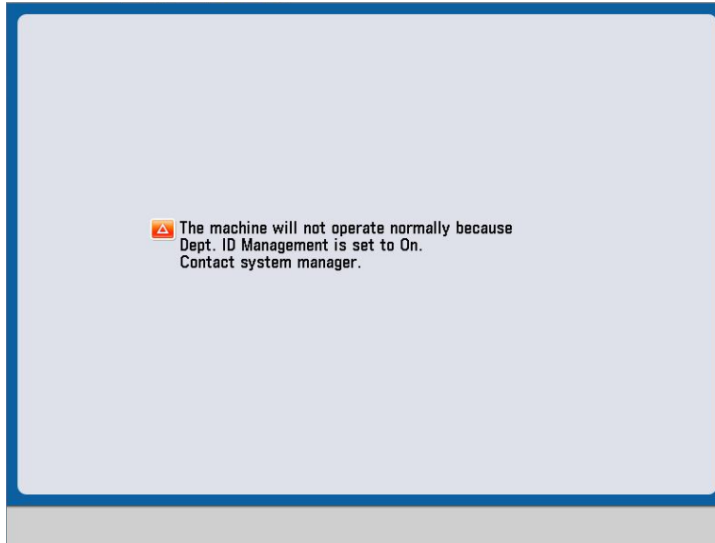 The machine will not operate normally because
Dept. ID Management is set to On.
Contact system manager.